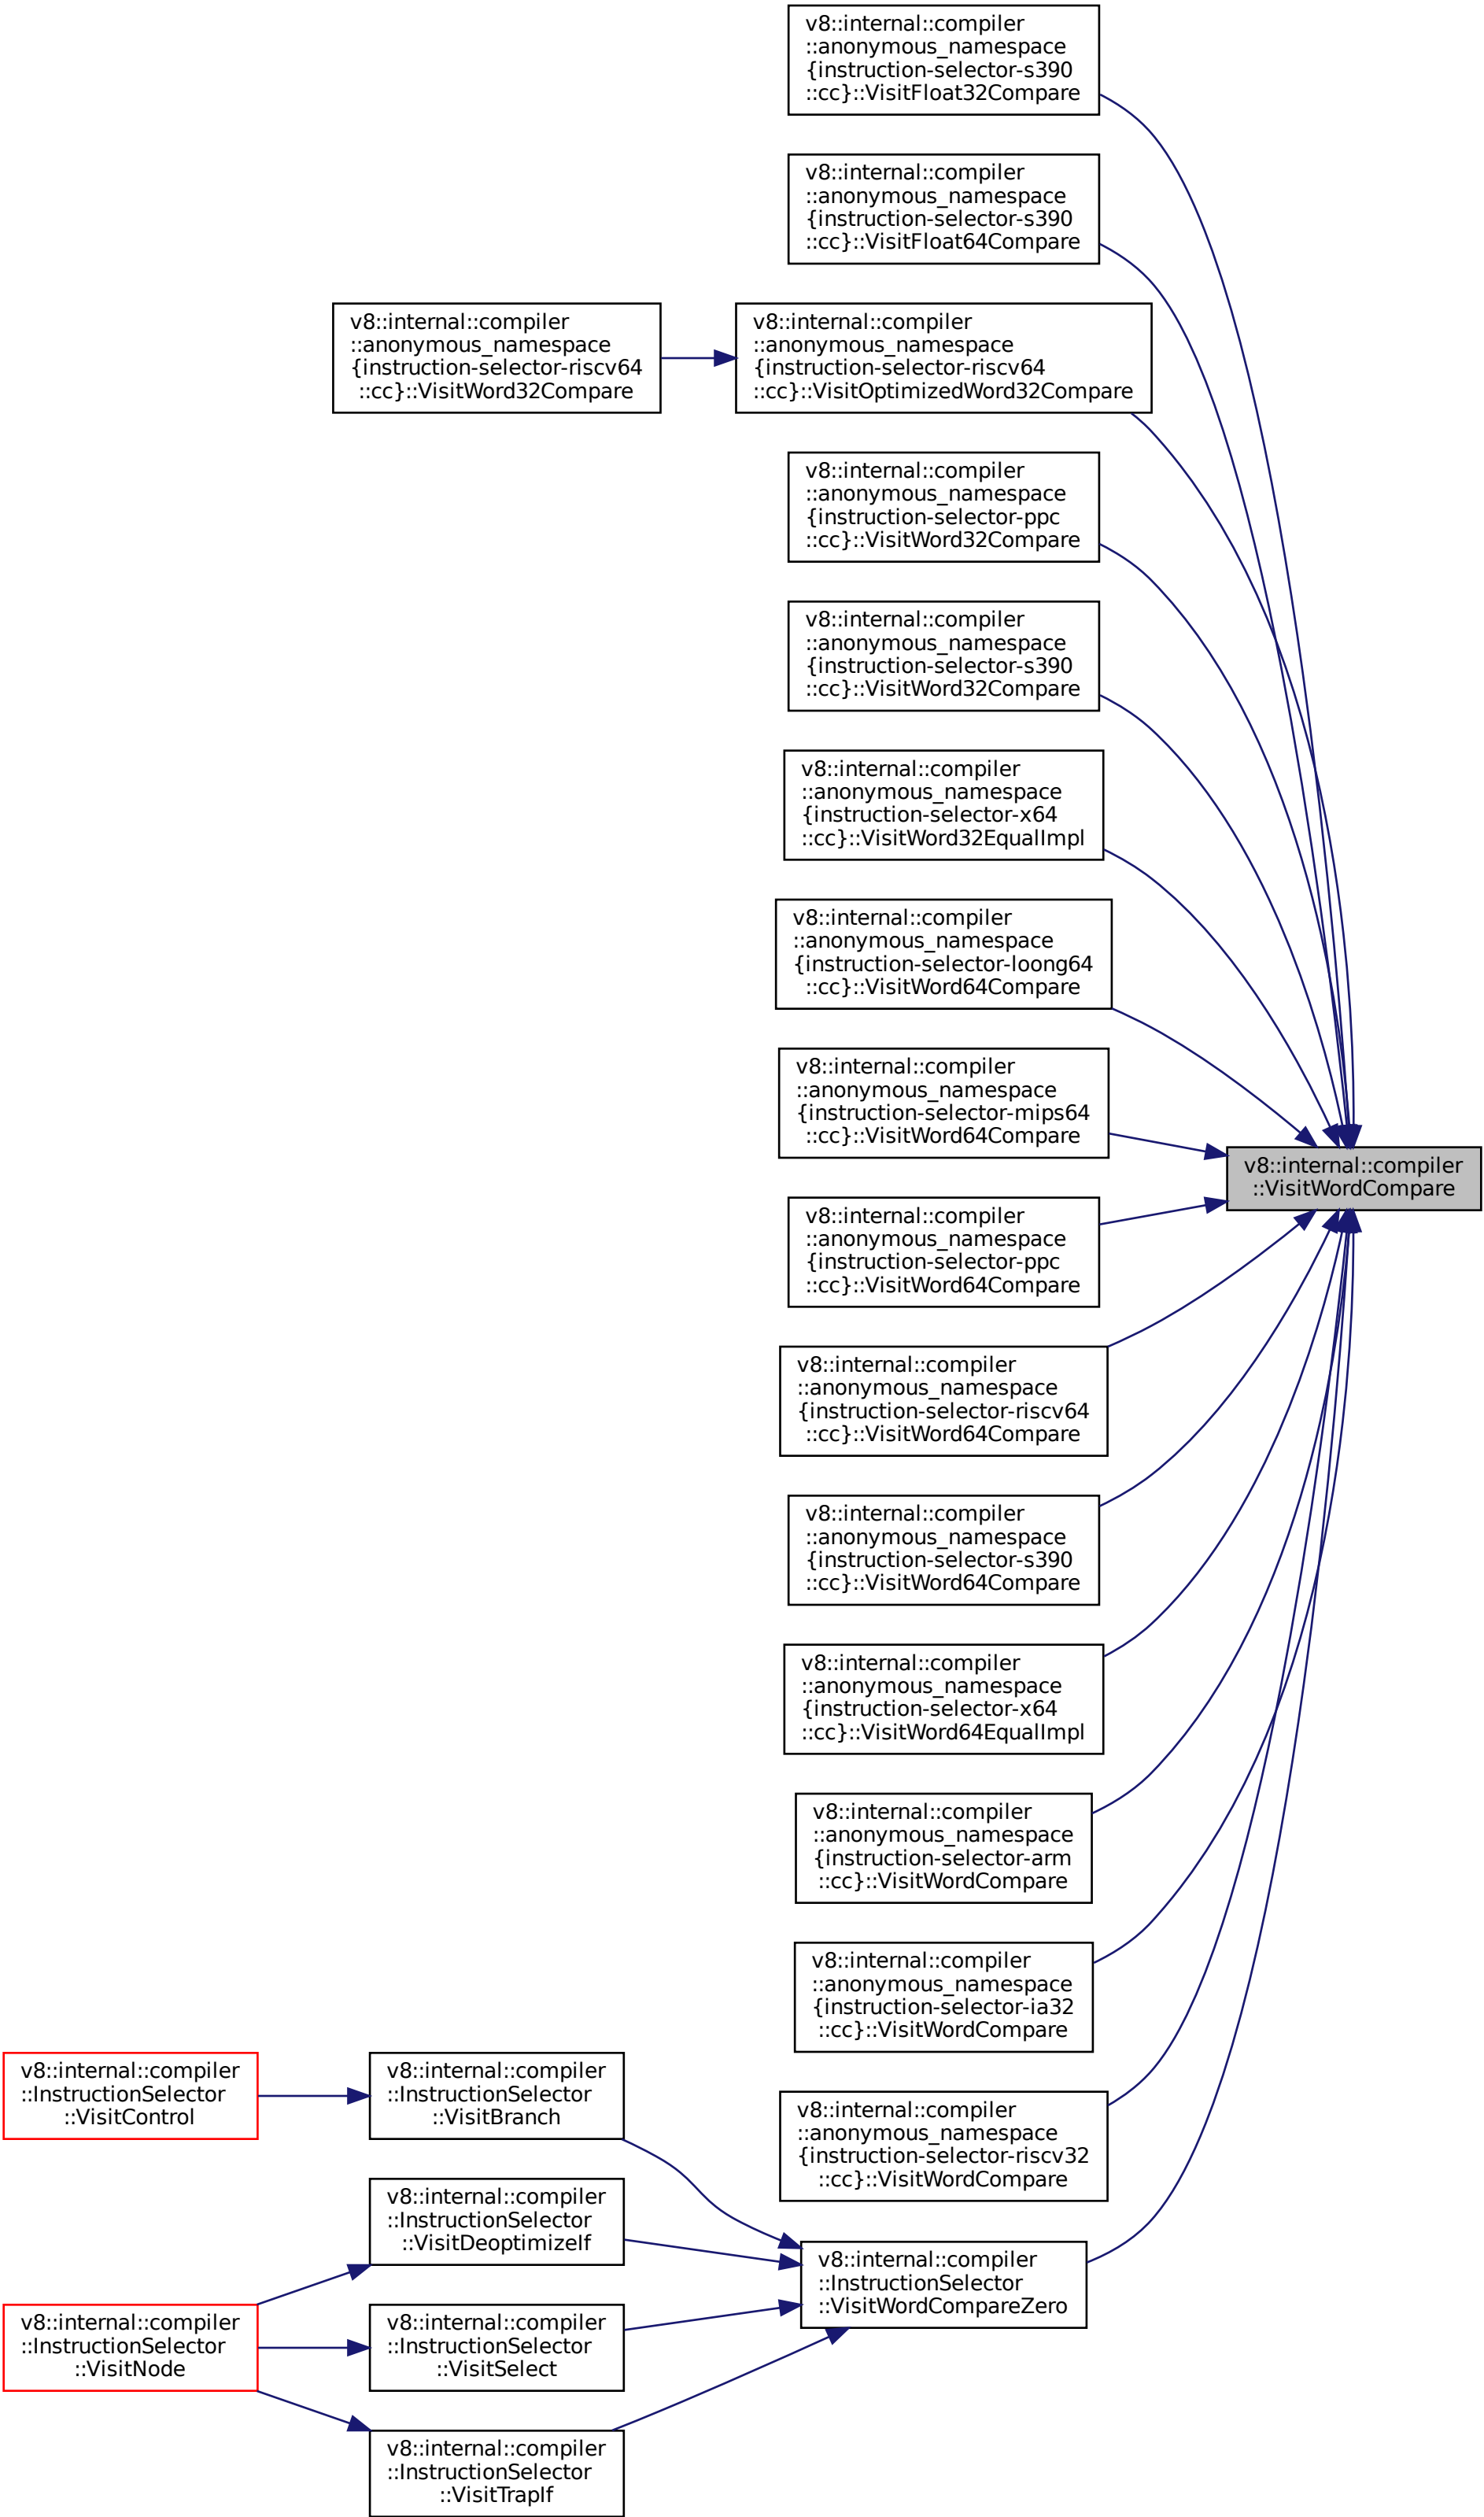 v8::internal::compiler
::anonymous_namespace
{instruction-selector-s390
::cc}::VisitFloat32Compare
v8::internal::compiler
::anonymous_namespace
{instruction-selector-s390
::cc}::VisitFloat64Compare
v8::internal::compiler
::anonymous_namespace
{instruction-selector-riscv64
::cc}::VisitWord32Compare
v8::internal::compiler
::anonymous_namespace
{instruction-selector-riscv64
::cc}::VisitOptimizedWord32Compare
v8::internal::compiler
::anonymous_namespace
{instruction-selector-ppc
::cc}::VisitWord32Compare
v8::internal::compiler
::anonymous_namespace
{instruction-selector-s390
::cc}::VisitWord32Compare
v8::internal::compiler
::anonymous_namespace
{instruction-selector-x64
::cc}::VisitWord32EqualImpl
v8::internal::compiler
::anonymous_namespace
{instruction-selector-loong64
::cc}::VisitWord64Compare
v8::internal::compiler
::anonymous_namespace
{instruction-selector-mips64
::cc}::VisitWord64Compare
v8::internal::compiler
::VisitWordCompare
v8::internal::compiler
::anonymous_namespace
{instruction-selector-ppc
::cc}::VisitWord64Compare
v8::internal::compiler
::anonymous_namespace
{instruction-selector-riscv64
::cc}::VisitWord64Compare
v8::internal::compiler
::anonymous_namespace
{instruction-selector-s390
::cc}::VisitWord64Compare
v8::internal::compiler
::anonymous_namespace
{instruction-selector-x64
::cc}::VisitWord64EqualImpl
v8::internal::compiler
::anonymous_namespace
{instruction-selector-arm
::cc}::VisitWordCompare
v8::internal::compiler
::anonymous_namespace
{instruction-selector-ia32
::cc}::VisitWordCompare
v8::internal::compiler
::InstructionSelector
::VisitControl
v8::internal::compiler
::InstructionSelector
::VisitBranch
v8::internal::compiler
::anonymous_namespace
{instruction-selector-riscv32
::cc}::VisitWordCompare
v8::internal::compiler
::InstructionSelector
::VisitDeoptimizeIf
v8::internal::compiler
::InstructionSelector
::VisitWordCompareZero
v8::internal::compiler
::InstructionSelector
::VisitNode
v8::internal::compiler
::InstructionSelector
::VisitSelect
v8::internal::compiler
::InstructionSelector
::VisitTrapIf